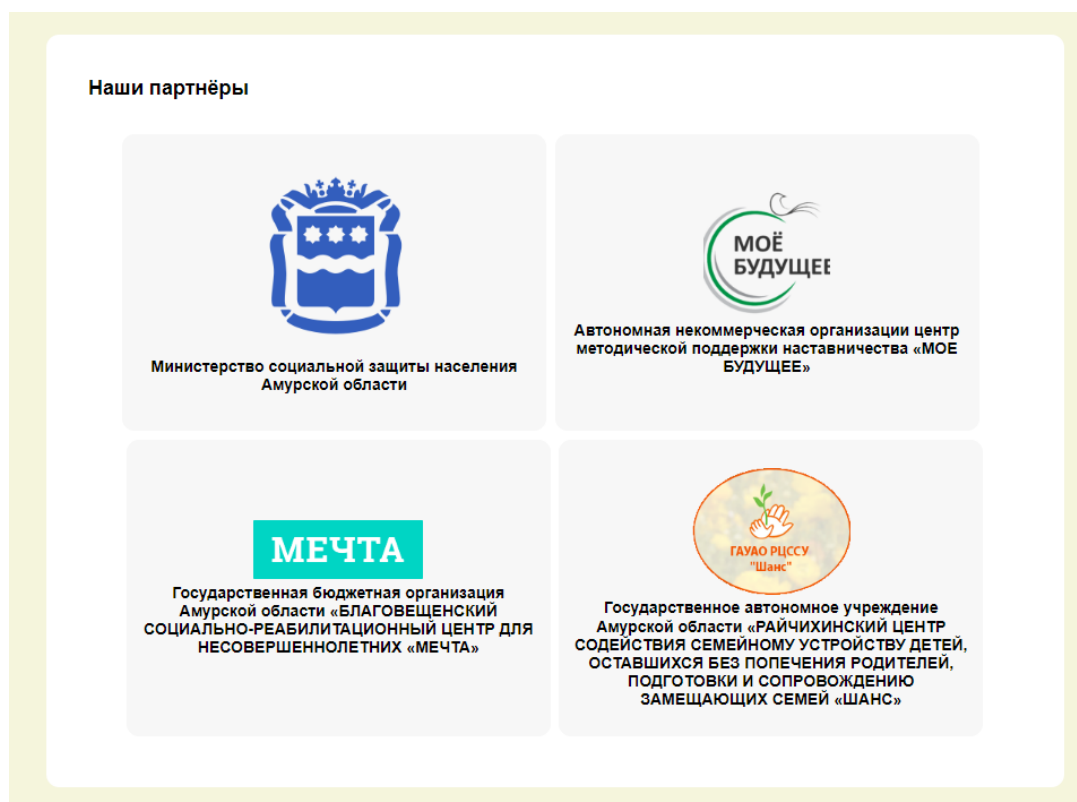 Наши партнёры
Министерство социальной защиты населения
Амурской области
МОЁ
БУДУЩЕЕ
Автономная некоммерческая организации центр
методической поддержки наставничества «МОЕ
БУДУЩЕЕ»
МЕЧТА
Государственная бюджетная организация
Амурской области «БЛАГОВЕЩЕНСКИЙ
СОЦИАЛЬНО-РЕАБИЛИТАЦИОННЫЙ ЦЕНТР ДЛЯ
НЕСОВЕРШЕННОЛЕТНИХ «МЕЧТА»
ГАУАО РЦССУ
"Шанс"
Государственное автономное учреждение
Амурской области «РАЙЧИХИНСКИЙ ЦЕНТР
СОДЕЙСТВИЯ СЕМЕЙНОМУ УСТРОЙСТВУ ДЕТЕЙ,
ОСТАВШИХСЯ БЕЗ ПОПЕЧЕНИЯ РОДИТЕЛЕЙ,
ПОДГОТОВКИ И СОПРОВОЖДЕНИЮ
ЗАМЕЩАЮЩИХ СЕМЕЙ «ШАНС»